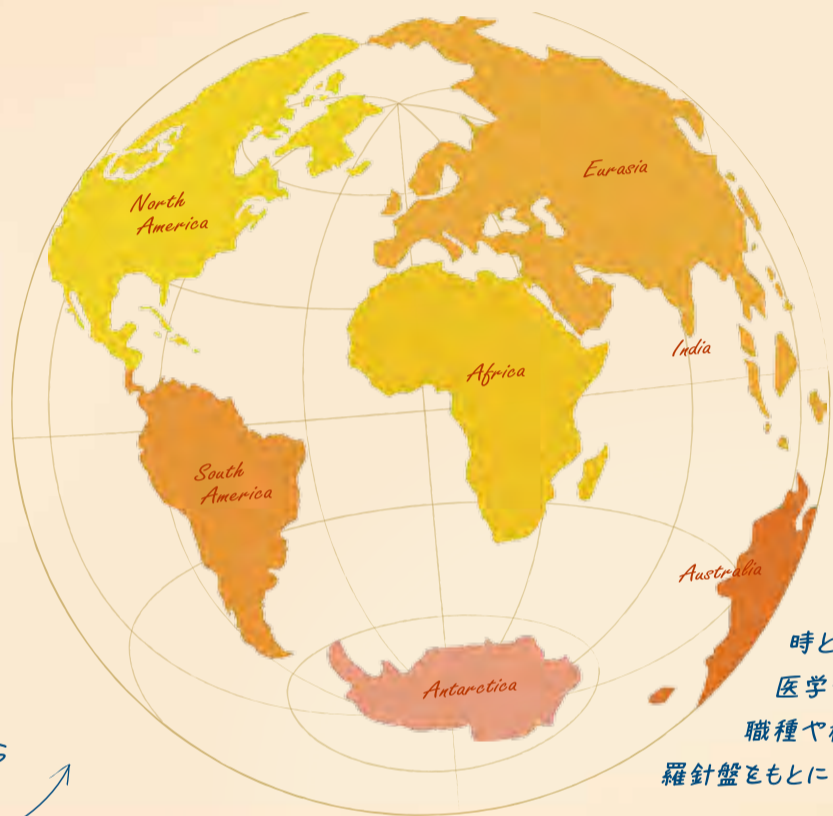 North
America
Eurasia
India
Africa
South
America
Australia
Antarctica
時と
医学
職種や
羅針盤をもとに